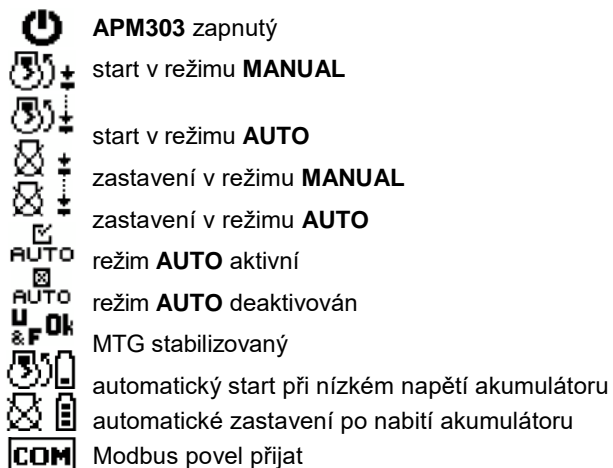 APM303 zapnutý
start v režimu MANUAL
start v režimu AUTO
zastavení v režimu MANUAL
zastavení v režimu AUTO
AUTO režim AUTO aktivní
AUTO režim AUTO deaktivován
U & F Ok MTG stabilizovaný
automatický start při nízkém napětí akumulátoru
automatické zastavení po nabití akumulátoru
COM Modbus povel přijat